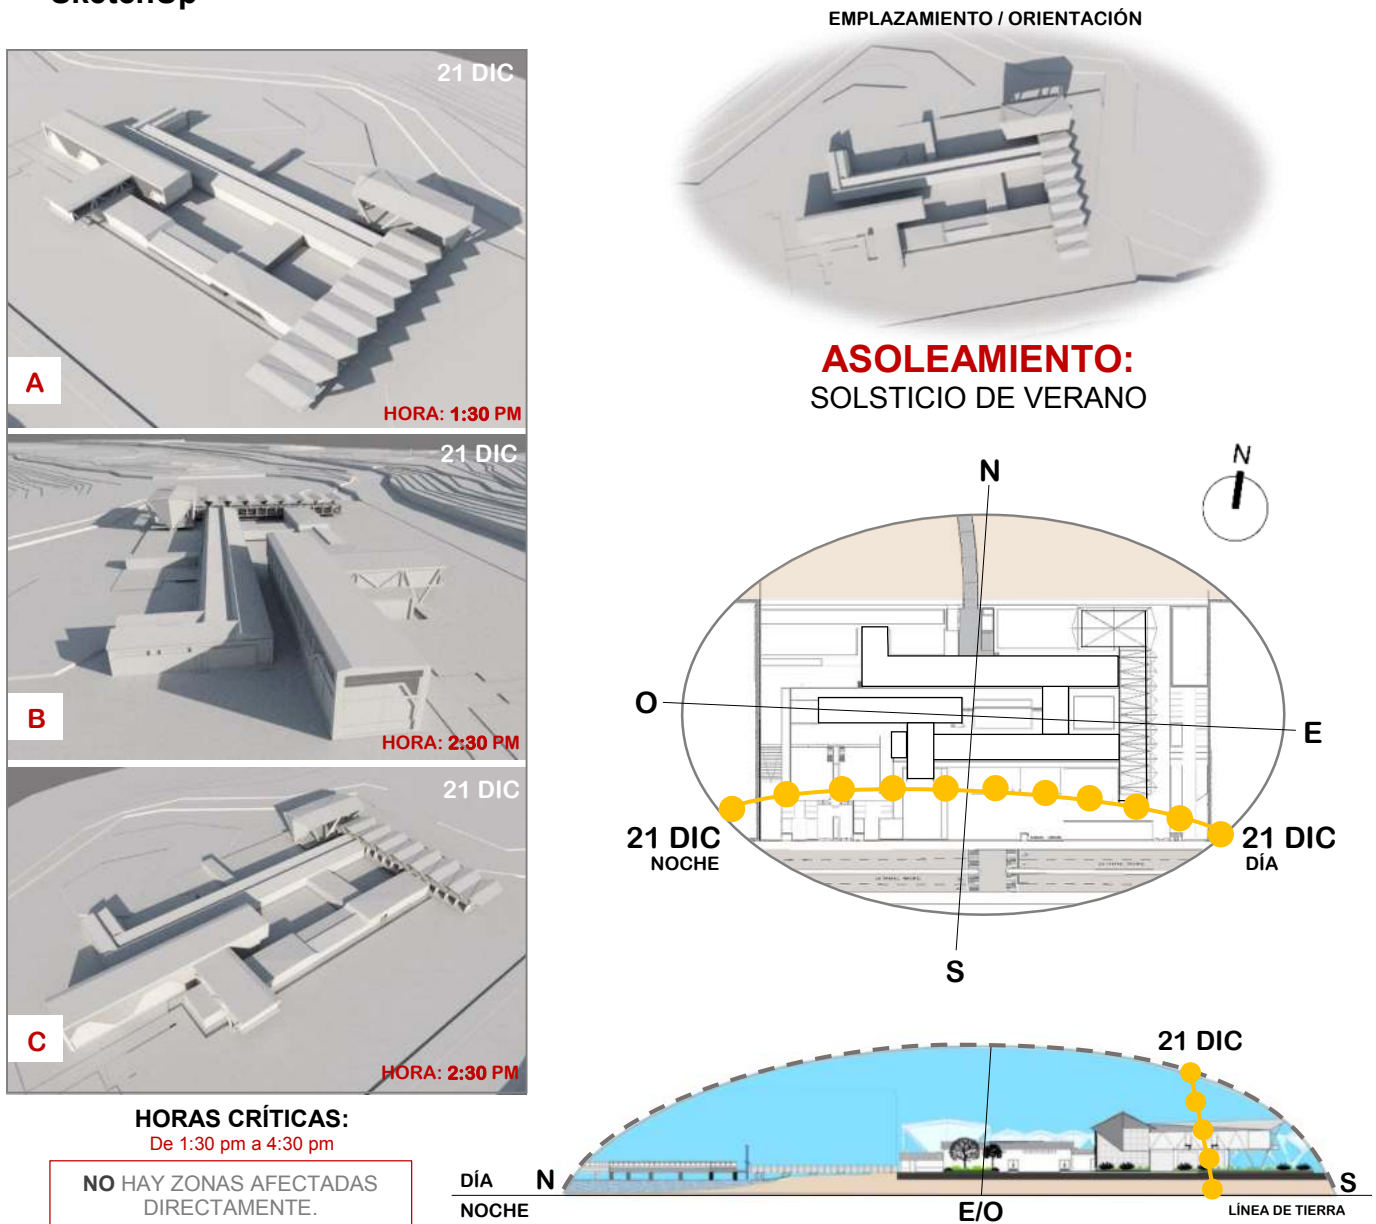 SketchUp
EMPLAZAMIENTO / ORIENTACIÓN
21 DIC
A
HORA: 1:30 PM
21 DIC
B
HORA: 2:30 PM
21 DIC
C
HORA: 2:30 PM
HORAS CRÍTICAS:
De 1:30 pm a 4:30 pm
NO HAY ZONAS AFECTADAS
DIRECTAMENTE.
ASOLEAMIENTO:
SOLSTICIO DE VERANO
N
N
O
E
21 DIC
NOCHE
21 DIC
DÍA
S
21 DIC
DÍA
N
S
NOCHE
E/O
LÍNEA DE TIERRA